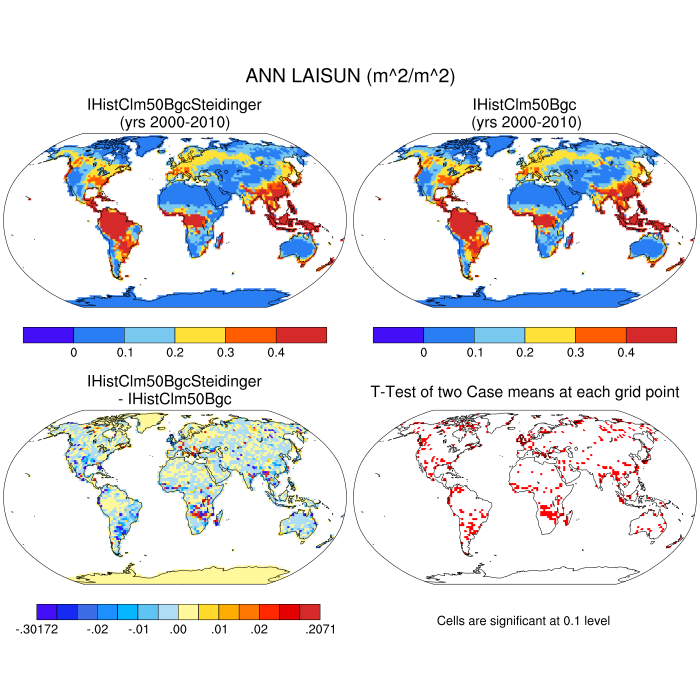 ANN LAISUN (m^2/m^2)
IHistClm50BgcSteidinger
(yrs 2000-2010)
IHistClm50Bgc
(yrs 2000-2010)
0 0.1 0.2 0.3 0.4
0 0.1 0.2 0.3 0.4
IHistClm50BgcSteidinger
- IHistClm50Bgc
T-Test of two Case means at each grid point
-.30172 -.02 -.01 .00 .01 .02 .2071
Cells are significant at 0.1 level